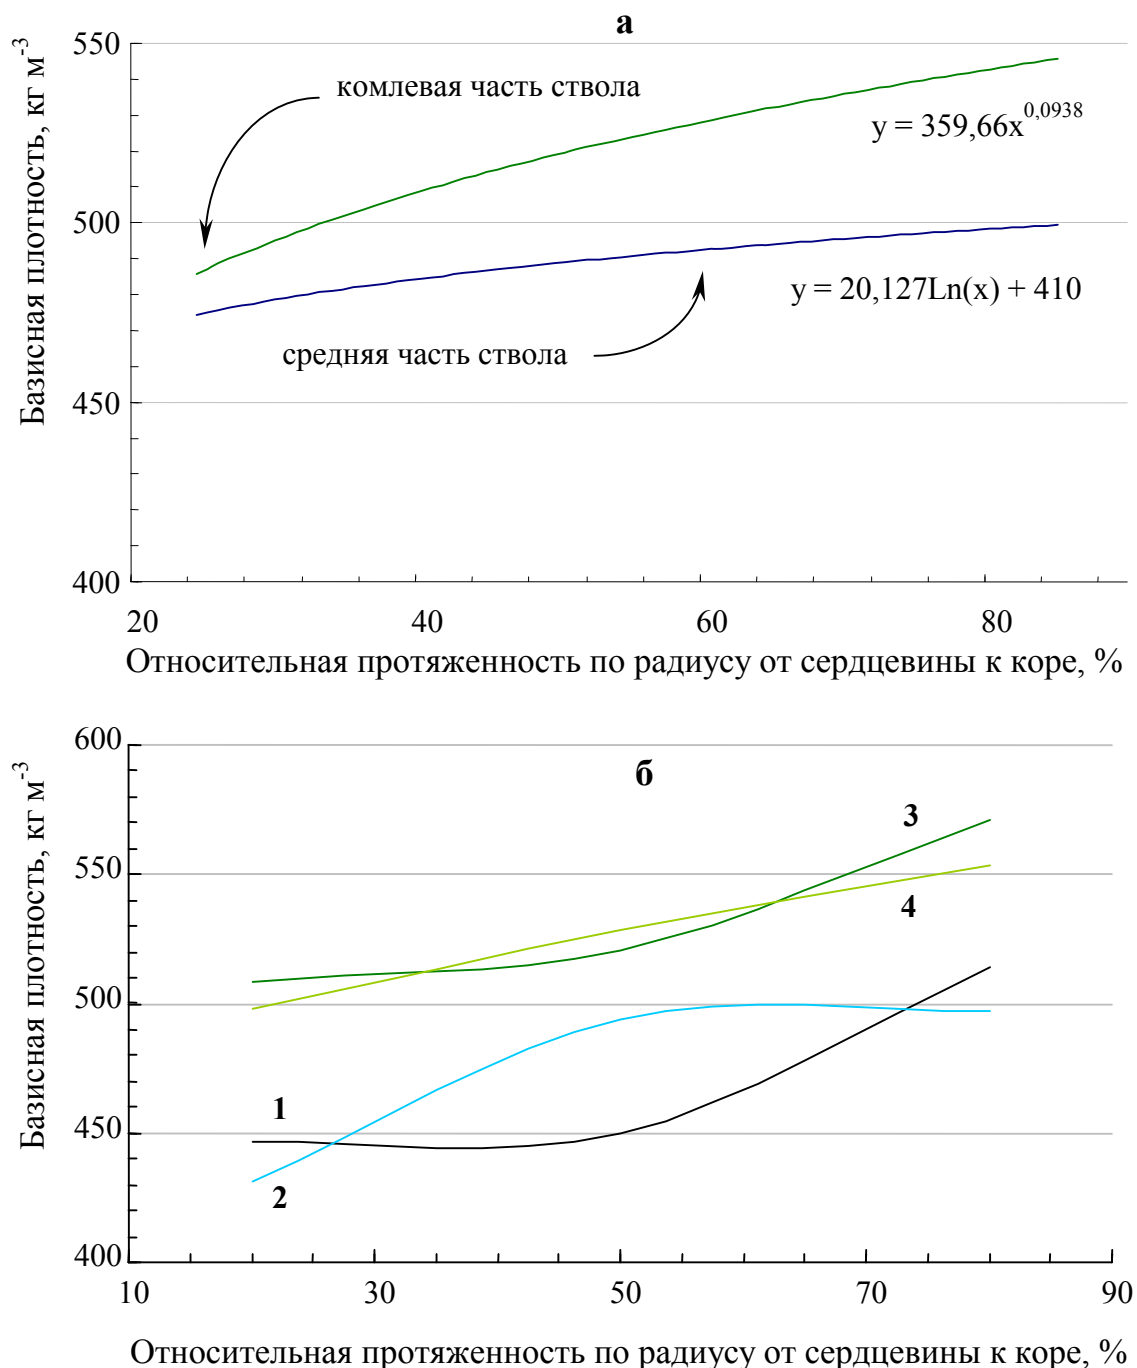 а
Базисная плотность, кг м-3
550
500
450
400
комлевая часть ствола
y = 359,66x0,0938
y = 20,127Ln(x) + 410
средняя часть ствола
20 40 60 80
Относительная протяженность по радиусу от сердцевины к коре, %
б
Базисная плотность, кг м-3
600
550
500
450
400
3
4
1
2
10 30 50 70 90
Относительная протяженность по радиусу от сердцевины к коре, %